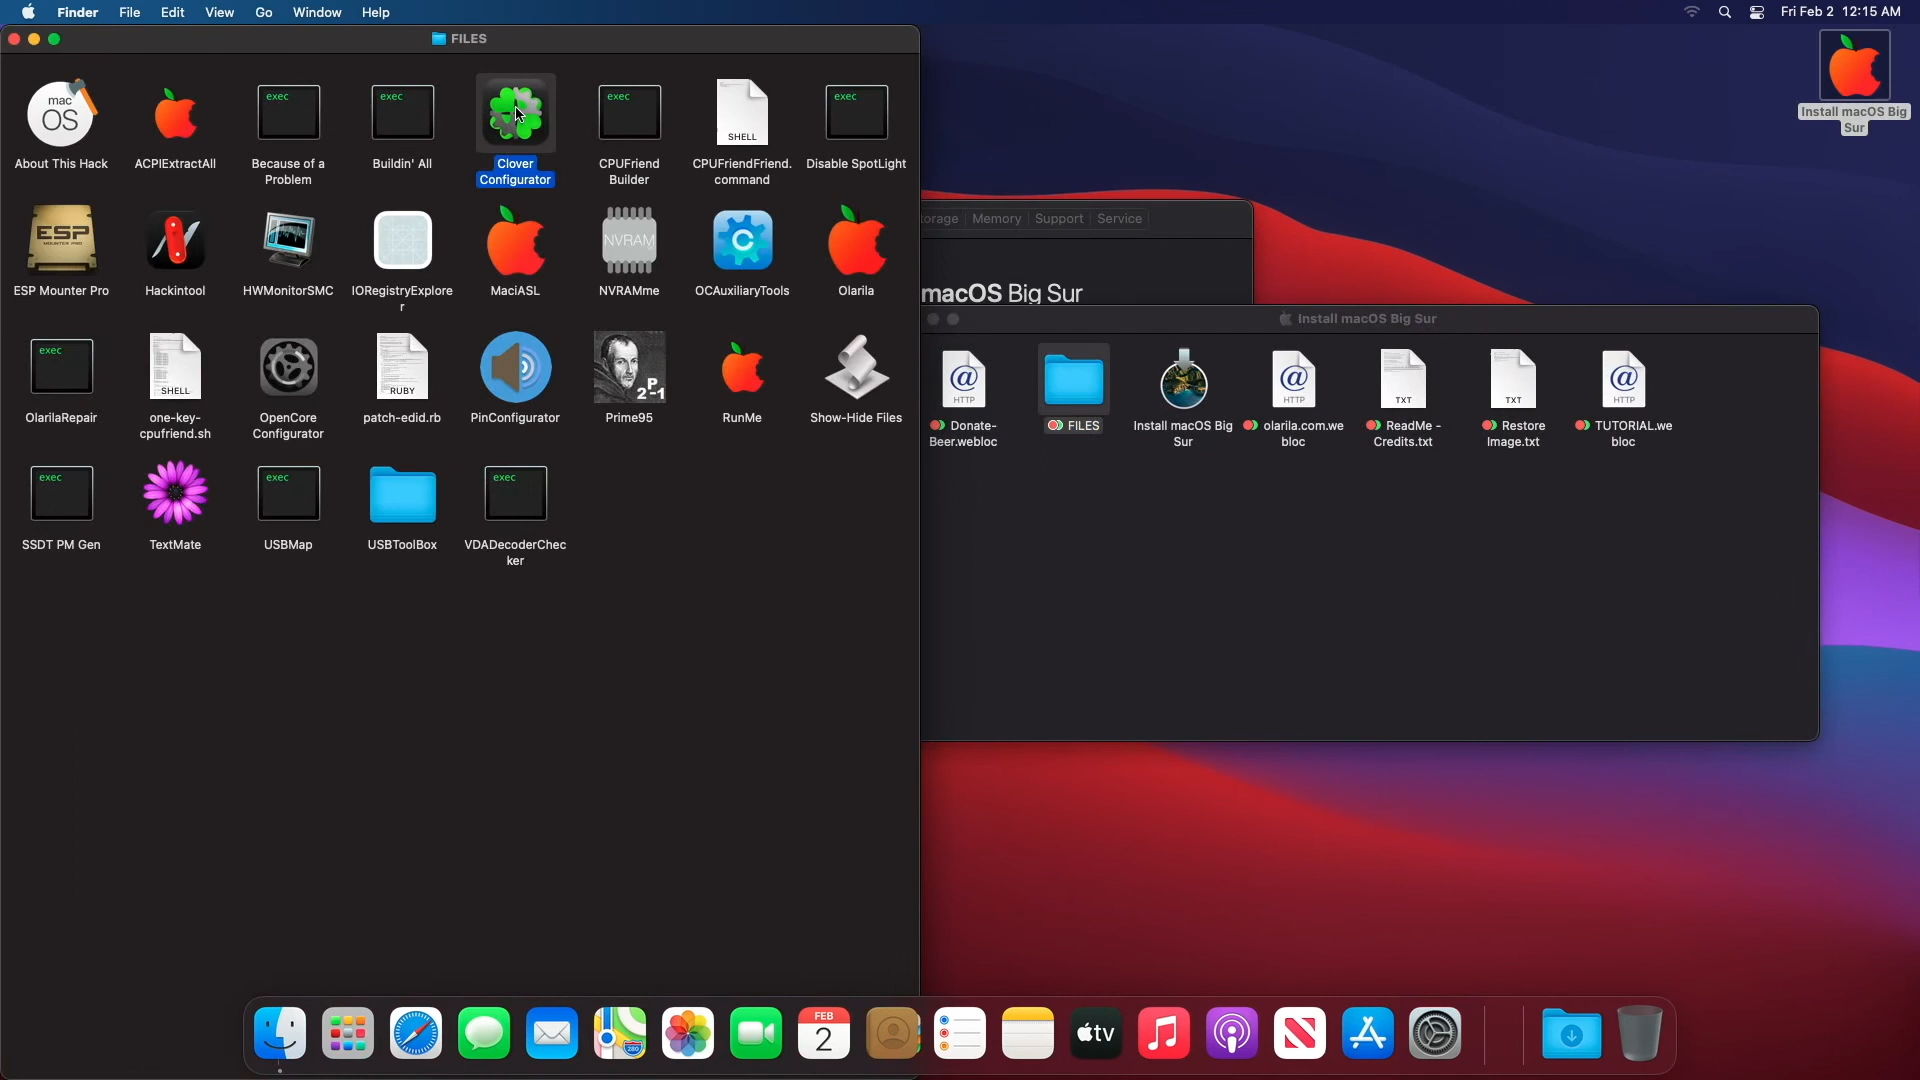 Finder File Edit View Go Window Help
Fri Feb 2 12:15 AM
FILES
mac
OS
exec
exec
exec
SHELL
exec
About This Hack
ACPIExtractAll
Because of a
Problem
Buildin' All
Clover
Configurator
CPUFriend
Builder
CPUFriendFriend.
command
Disable SpotLight
ESP
NVRAM
C
ESP Mounter Pro
Hackintool
HWMonitorSMC
IORegistryExplore
r
MaciASL
NVRAMme
OCAuxiliaryTools
Olarila
exec
SHELL
RUBY
P
2-1
OlarilaRepair
one-key-
cpufriend.sh
OpenCore
Configurator
patch-edid.rb
PinConfigurator
Prime95
RunMe
Show-Hide Files
exec
exec
exec
SSDT PM Gen
TextMate
USBMap
USBToolBox
VDADecoderChec
ker
Install macOS Big
Sur
orage Memory Support Service
macOS Big Sur
Install macOS Big Sur
@
HTTP
@
HTTP
TXT
TXT
@
HTTP
Donate-
Beer.webloc
FILES
Install macOS Big
Sur
olarila.com.we
bloc
ReadMe -
Credits.txt
Restore
Image.txt
TUTORIAL.we
bloc
280
FEB
2
tv